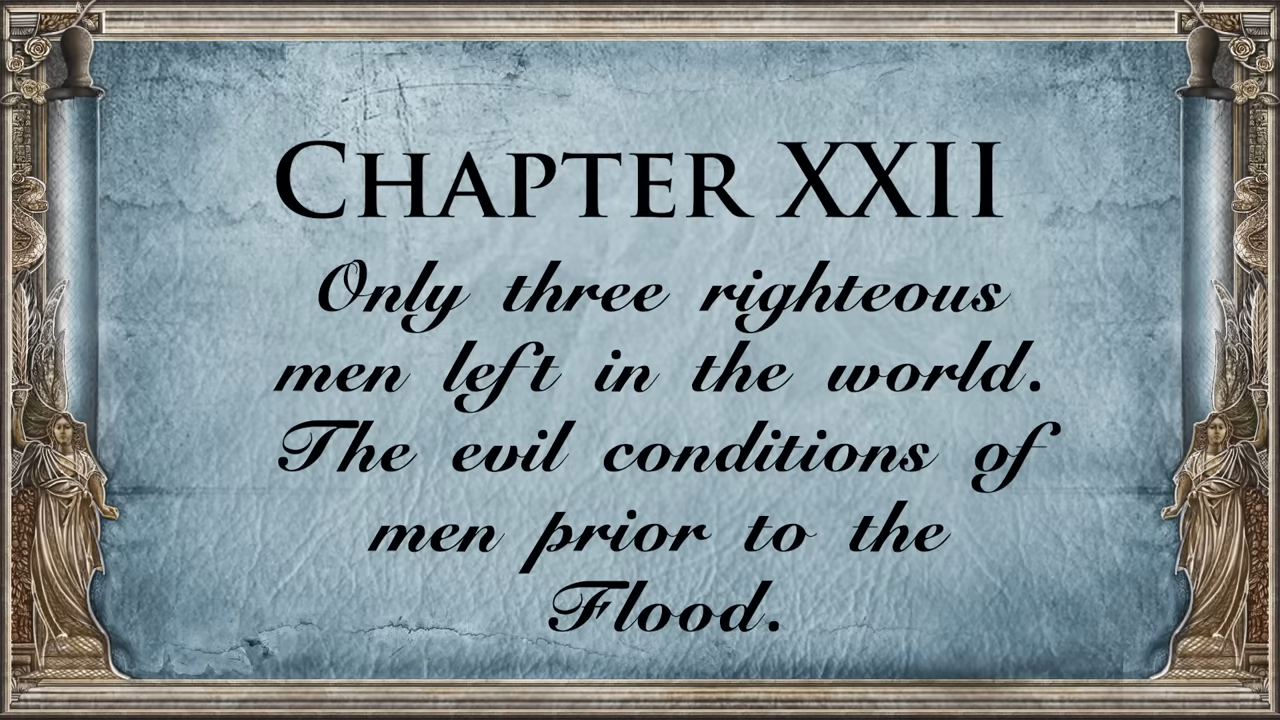 Chapter XXII
Only three righteous
men left in the world.
The evil conditions of
men prior to the
Flood.